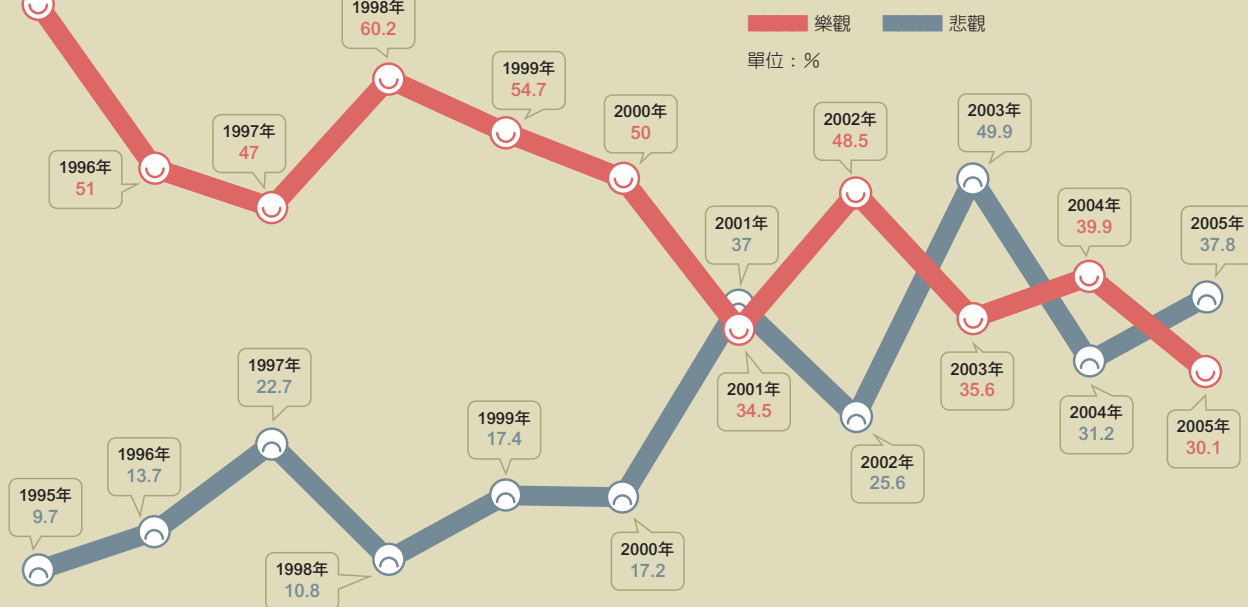 樂觀
悲觀
單位：%
1998年
60.2
1999年
54.7
2000年
50
1997年
47
1996年
51
2002年
48.5
2003年
49.9
2001年
37
2004年
39.9
2005年
37.8
2001年
34.5
2003年
35.6
2004年
31.2
2005年
30.1
2002年
25.6
1997年
22.7
1999年
17.4
1996年
13.7
1995年
9.7
2000年
17.2
1998年
10.8